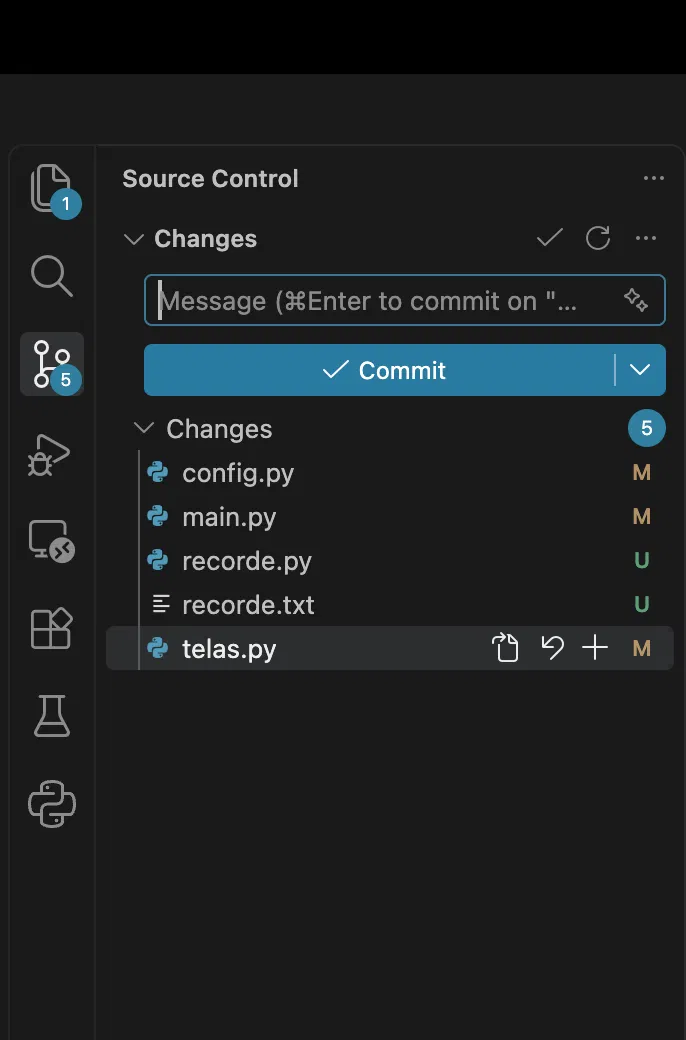 Source Control
1
Changes
Message (⌘Enter to commit on "...
Commit
5
Changes 5
config.py M
main.py M
recorde.py U
recorde.txt U
telas.py M